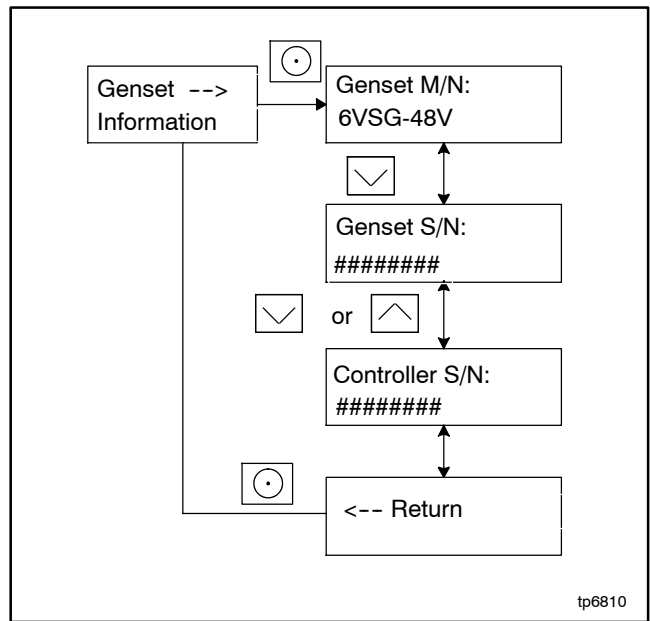 Genset -->
Information
Genset M/N:
6VSG-48V
Genset S/N:
########
or
Controller S/N:
########
<-- Return
tp6810